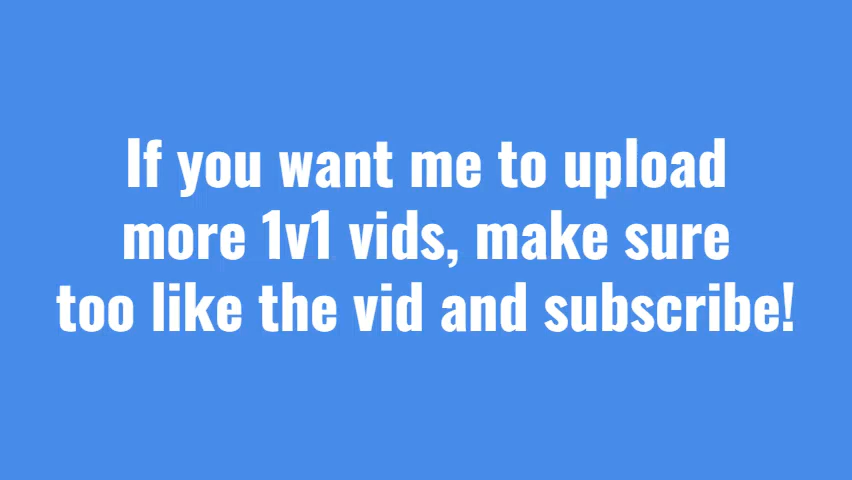 If you want me to upload
more 1v1 vids, make sure
too like the vid and subscribe!